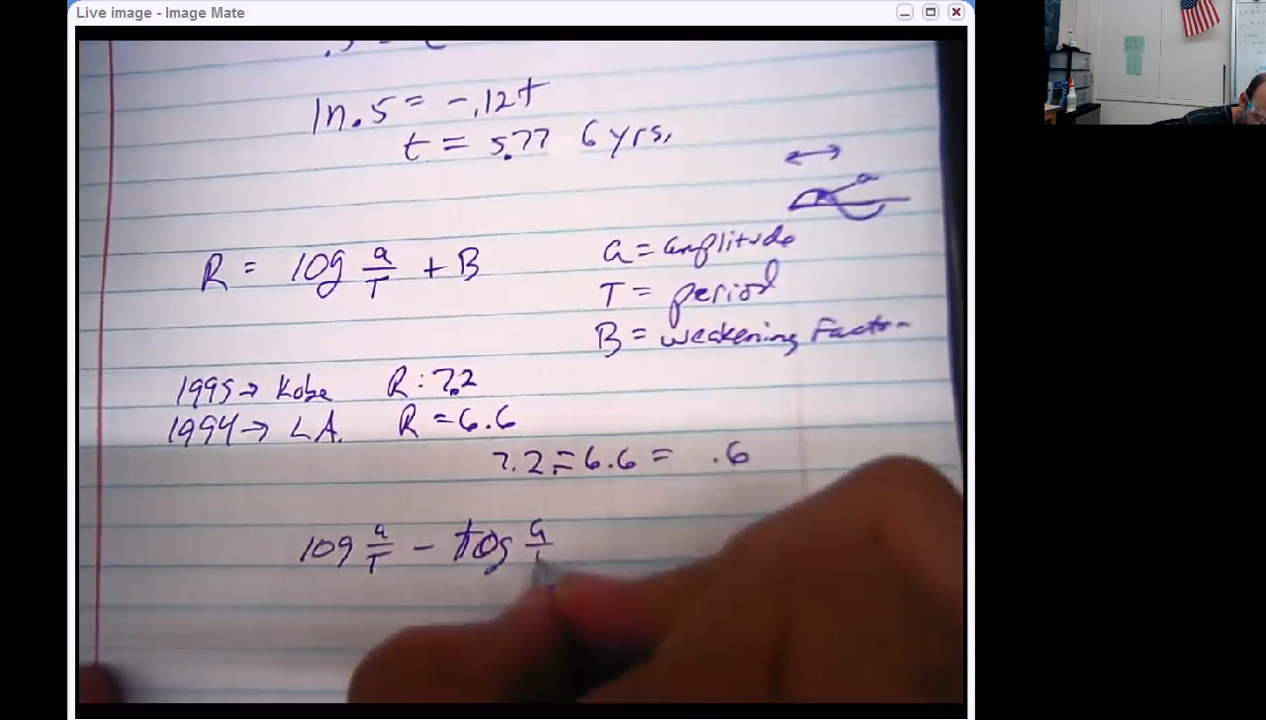 Live image - Image Mate
ln .5 = -.12t
t = 5.77 6 yrs.
R = log a/T + B
a = amplitude
T = period
B = weakening Factor
1995 → Kobe R: 7.2
1994 → LA. R = 6.6
7.2 - 6.6 = .6
log a/T - log a/